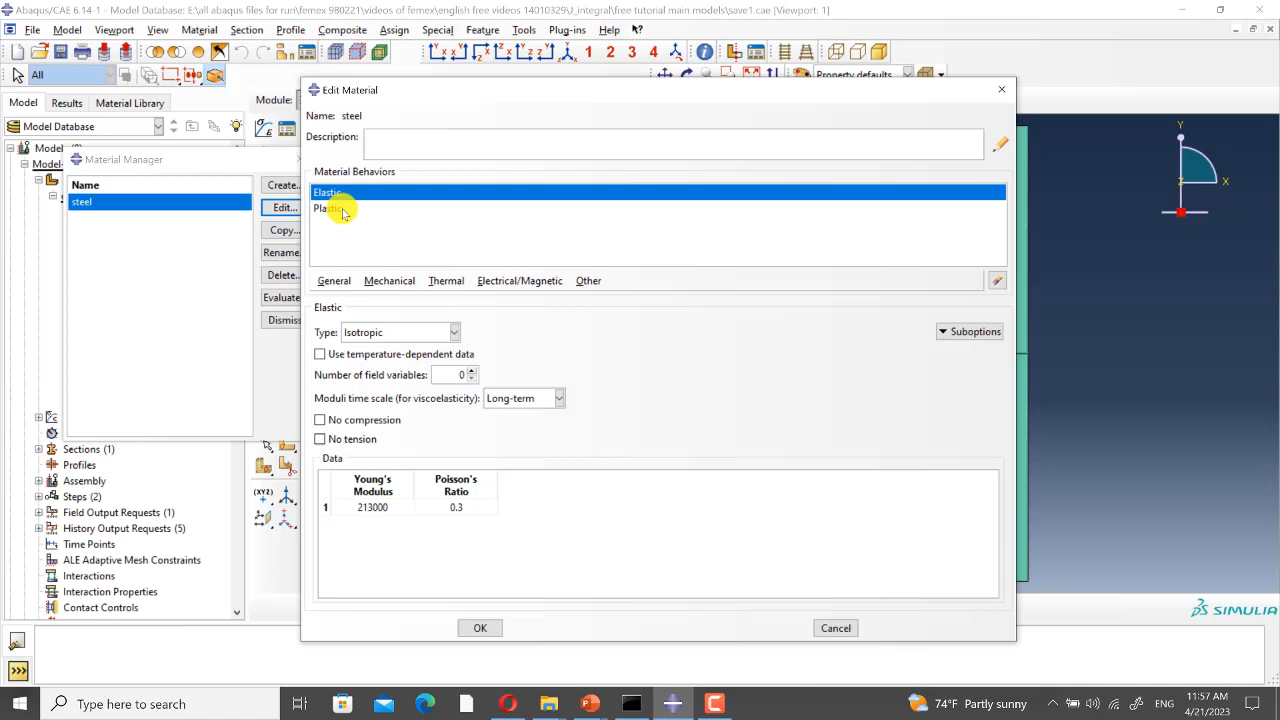 Abaqus/CAE 6.14-1 - Model Database: E:\all abaqus files for run\femex 980221\videos of femex\english free videos 14010329\J_integral\free tutorial main models\save1.cae [Viewport: 1]
File Model Viewport View Material Section Profile Composite Assign Special Feature Tools Plug-ins Help
1 2 3 4
All
Property defaults
Model Results Material Library
Module:
Model Database
Material Manager
Name
steel
Create...
Edit...
Copy...
Rename
Delete...
Evaluate
Dismiss
Sections (1)
Profiles
Assembly
Steps (2)
Field Output Requests (1)
History Output Requests (5)
Time Points
ALE Adaptive Mesh Constraints
Interactions
Interaction Properties
Contact Controls
Edit Material
Name: steel
Description:
Material Behaviors
Elastic
Plastic
General Mechanical Thermal Electrical/Magnetic Other
Elastic
Type: Isotropic
Suboptions
Use temperature-dependent data
Number of field variables: 0
Moduli time scale (for viscoelasticity): Long-term
No compression
No tension
Data
Young's Modulus
Poisson's Ratio
1 213000 0.3
OK Cancel
Y
Z X
SIMULIA
>>>
Type here to search
74°F Partly sunny
ENG
11:57 AM
4/21/2023